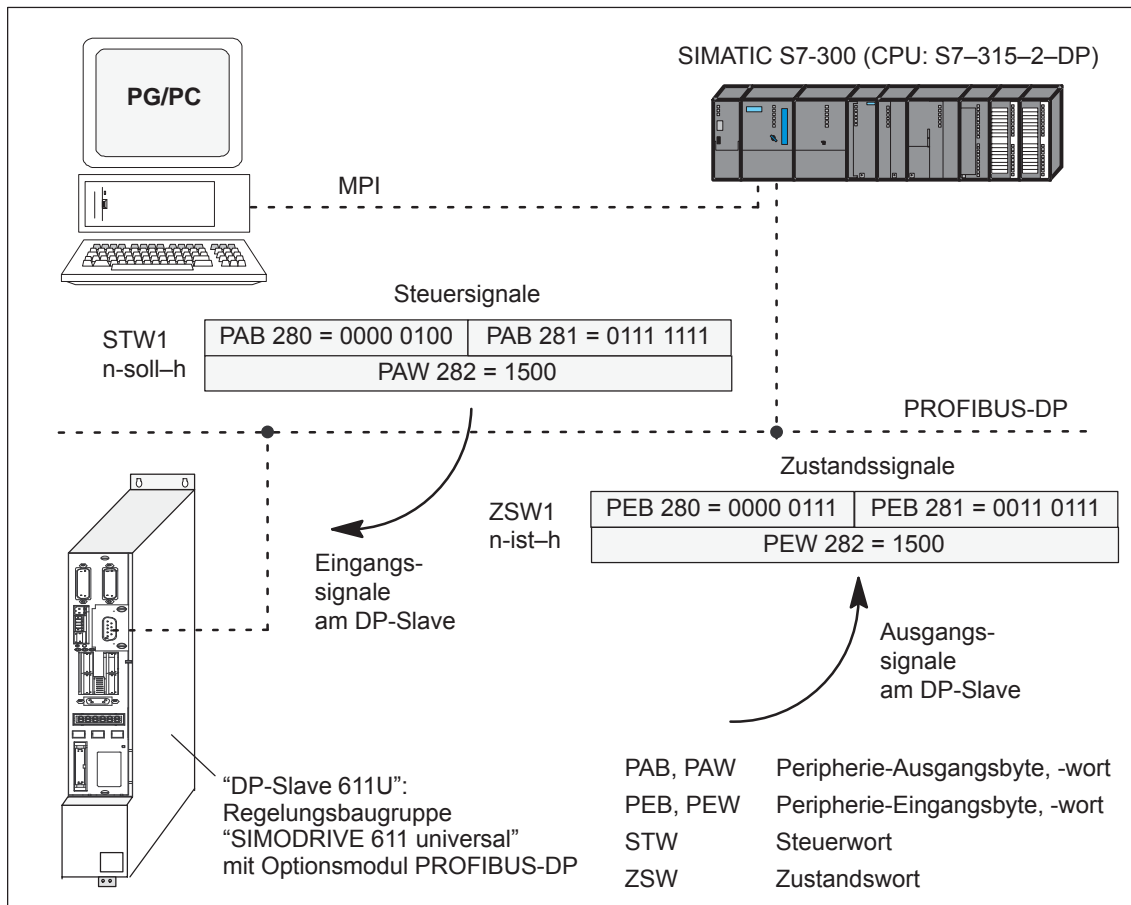 PG/PC
SIMATIC S7-300 (CPU: S7–315–2–DP)
MPI
Steuersignale
STW1
n-soll–h
PAB 280 = 0000 0100
PAB 281 = 0111 1111
PAW 282 = 1500
PROFIBUS-DP
Zustandssignale
ZSW1
n-ist–h
PEB 280 = 0000 0111
PEB 281 = 0011 0111
PEW 282 = 1500
Eingangs-
signale
am DP-Slave
Ausgangs-
signale
am DP-Slave
“DP-Slave 611U”:
Regelungsbaugruppe
“SIMODRIVE 611 universal”
mit Optionsmodul PROFIBUS-DP
PAB, PAW Peripherie-Ausgangsbyte, -wort
PEB, PEW Peripherie-Eingangsbyte, -wort
STW Steuerwort
ZSW Zustandswort